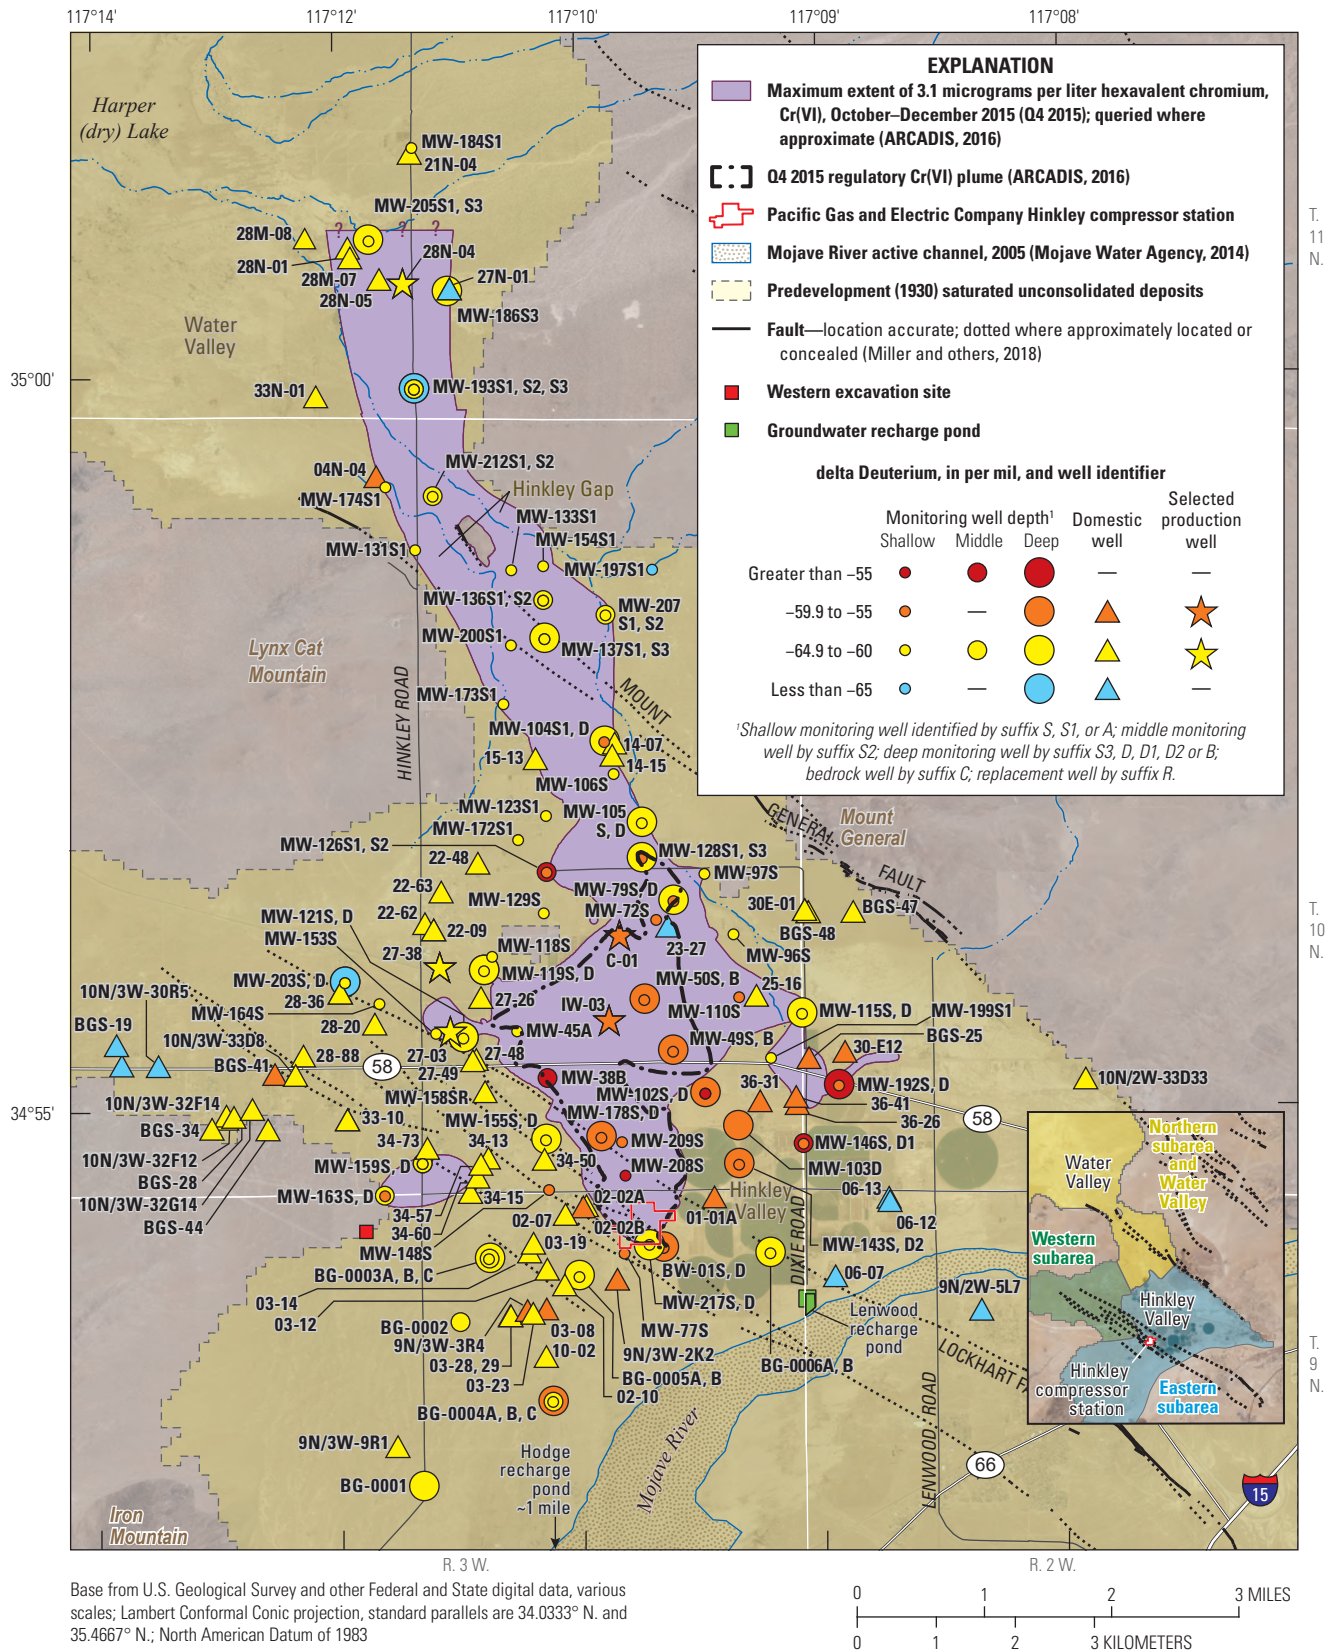 117°14'
117°12'
117°10'
117°09'
117°08'
Harper
(dry) Lake
EXPLANATION
Maximum extent of 3.1 micrograms per liter hexavalent chromium,
Cr(VI), October–December 2015 (Q4 2015); queried where
approximate (ARCADIS, 2016)
Q4 2015 regulatory Cr(VI) plume (ARCADIS, 2016)
Pacific Gas and Electric Company Hinkley compressor station
Mojave River active channel, 2005 (Mojave Water Agency, 2014)
Predevelopment (1930) saturated unconsolidated deposits
Fault—location accurate; dotted where approximately located or
concealed (Miller and others, 2018)
Western excavation site
Groundwater recharge pond
delta Deuterium, in per mil, and well identifier
Monitoring well depth¹
Shallow
Middle
Deep
Domestic
well
Selected
production
well
Greater than −55
—
—
−59.9 to −55
—
−64.9 to −60
Less than −65
—
—
¹Shallow monitoring well identified by suffix S, S1, or A; middle monitoring
well by suffix S2; deep monitoring well by suffix S3, D, D1, D2 or B;
bedrock well by suffix C; replacement well by suffix R.
T.
11
N.
MW-184S1
21N-04
MW-205S1, S3
? ? ?
28M-08
28N-01
28M-07
28N-05
28N-04
27N-01
MW-186S3
Water
Valley
35°00'
33N-01
MW-193S1, S2, S3
04N-04
MW-174S1
MW-212S1, S2
Hinkley Gap
MW-133S1
MW-154S1
MW-131S1
MW-197S1
MW-136S1, S2
MW-207
S1, S2
MW-200S1
MW-137S1, S3
Lynx Cat
Mountain
HINKLEY ROAD
MW-173S1
MOUNT
MW-104S1, D
14-07
15-13
14-15
MW-106S
MW-123S1
MW-105
S, D
MW-172S1
GENERAL
Mount
General
MW-126S1, S2
22-48
MW-128S1, S3
MW-97S
FAULT
22-63
MW-129S
MW-79S, D
MW-121S, D
22-62
MW-72S
30E-01
BGS-47
MW-153S
22-09
BGS-48
T.
10
N.
27-38
MW-118S
C-01
23-27
MW-96S
MW-203S, D
MW-119S, D
MW-50S, B
25-16
10N/3W-30R5
28-36
27-26
IW-03
MW-110S
MW-115S, D
MW-199S1
BGS-19
MW-164S
28-20
MW-45A
MW-49S, B
BGS-25
10N/3W-33D8
28-88
27-03
27-48
30-E12
BGS-41
58
27-49
MW-38B
36-31
MW-192S, D
10N/2W-33D33
MW-158SR
MW-102S, D
36-41
10N/3W-32F14
33-10
MW-155S, D
MW-178S, D
36-26
58
34°55'
BGS-34
34-73
34-13
MW-209S
MW-146S, D1
10N/3W-32F12
MW-159S, D
34-50
MW-208S
MW-103D
BGS-28
MW-163S, D
34-15
02-02A
Hinkley
Valley
06-13
10N/3W-32G14
34-57
02-07
02-02B
01-01A
06-12
BGS-44
34-60
MW-148S
03-19
MW-143S, D2
BG-0003A, B, C
BW-01S, D
DIXIE ROAD
06-07
9N/2W-5L7
03-14
03-12
MW-217S, D
Lenwood
recharge
pond
BG-0002
03-08
MW-77S
9N/3W-3R4
10-02
9N/3W-2K2
BG-0006A, B
LOCKHART FA
03-28, 29
BG-0005A, B
03-23
02-10
BG-0004A, B, C
9N/3W-9R1
Hodge
recharge
pond
~1 mile
Mojave River
LENWOOD ROAD
BG-0001
66
15
Iron
Mountain
Northern
subarea
and
Water
Valley
Water
Valley
Western
subarea
Hinkley
Valley
Hinkley
compressor
station
Eastern
subarea
T.
9
N.
R. 3 W.
R. 2 W.
Base from U.S. Geological Survey and other Federal and State digital data, various
scales; Lambert Conformal Conic projection, standard parallels are 34.0333° N. and
35.4667° N.; North American Datum of 1983
0 1 2 3 MILES
0 1 2 3 KILOMETERS